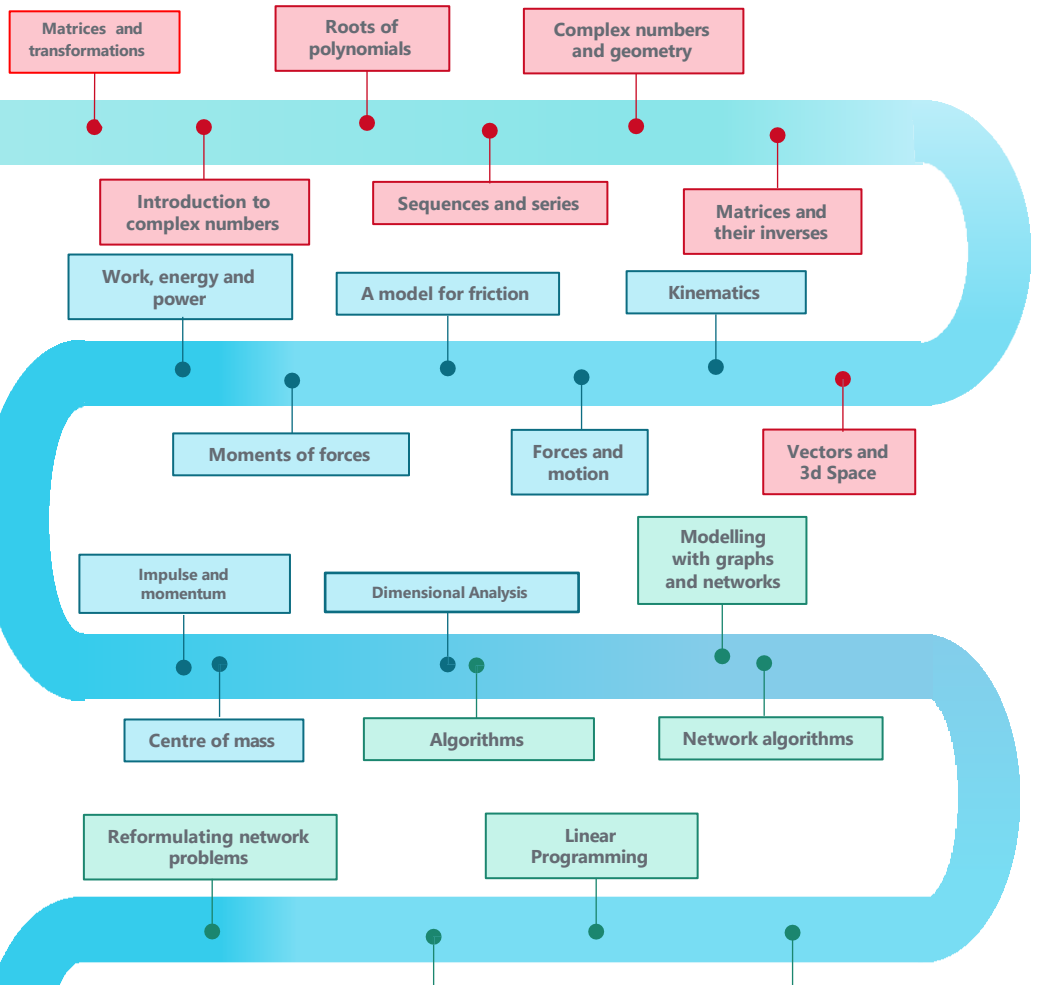 Matrices and
transformations
Roots of
polynomials
Complex numbers
and geometry
Introduction to
complex numbers
Sequences and series
Matrices and
their inverses
Work, energy and
power
A model for friction
Kinematics
Moments of forces
Forces and
motion
Vectors and
3d Space
Modelling
with graphs
and networks
Impulse and
momentum
Dimensional Analysis
Centre of mass
Algorithms
Network algorithms
Reformulating network
problems
Linear
Programming